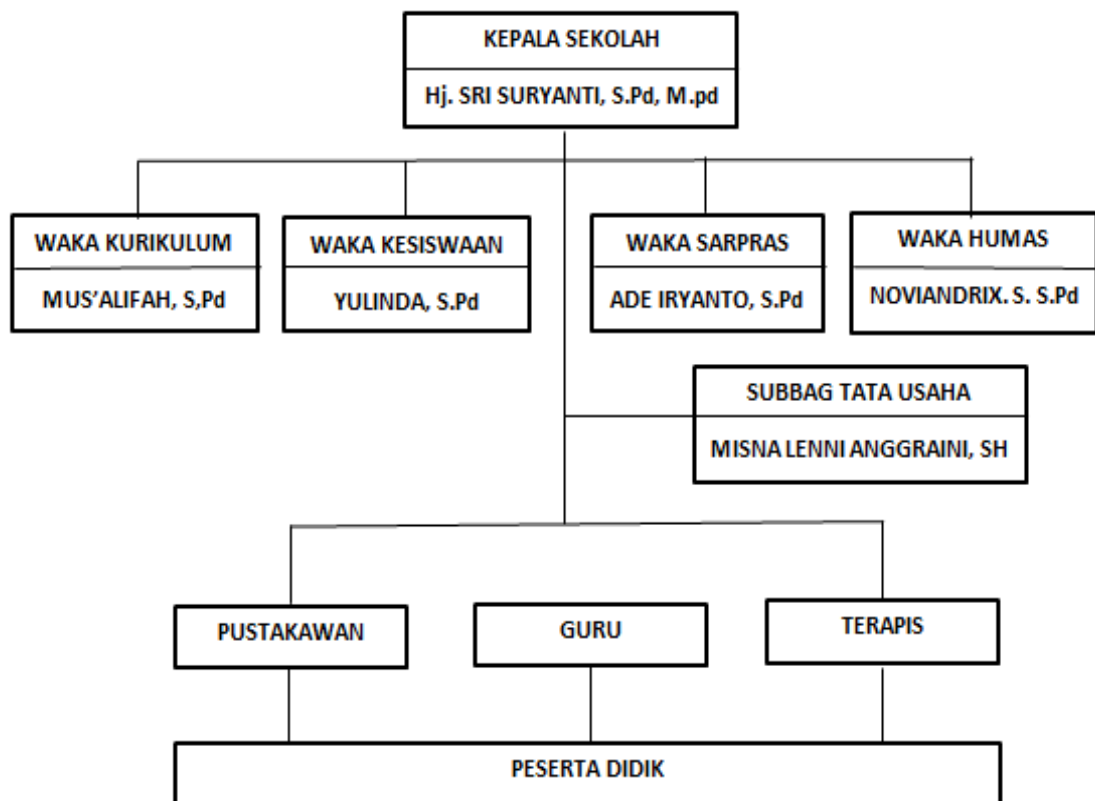 KEPALA SEKOLAH
Hj. SRI SURYANTI, S.Pd, M.pd
WAKA KURIKULUM
MUS'ALIFAH, S,Pd
WAKA KESISWAAN
YULINDA, S.Pd
WAKA SARPRAS
ADE IRYANTO, S.Pd
WAKA HUMAS
NOVIANDRIX. S. S.Pd
SUBBAG TATA USAHA
MISNA LENNI ANGGRAINI, SH
PUSTAKAWAN
GURU
TERAPIS
PESERTA DIDIK